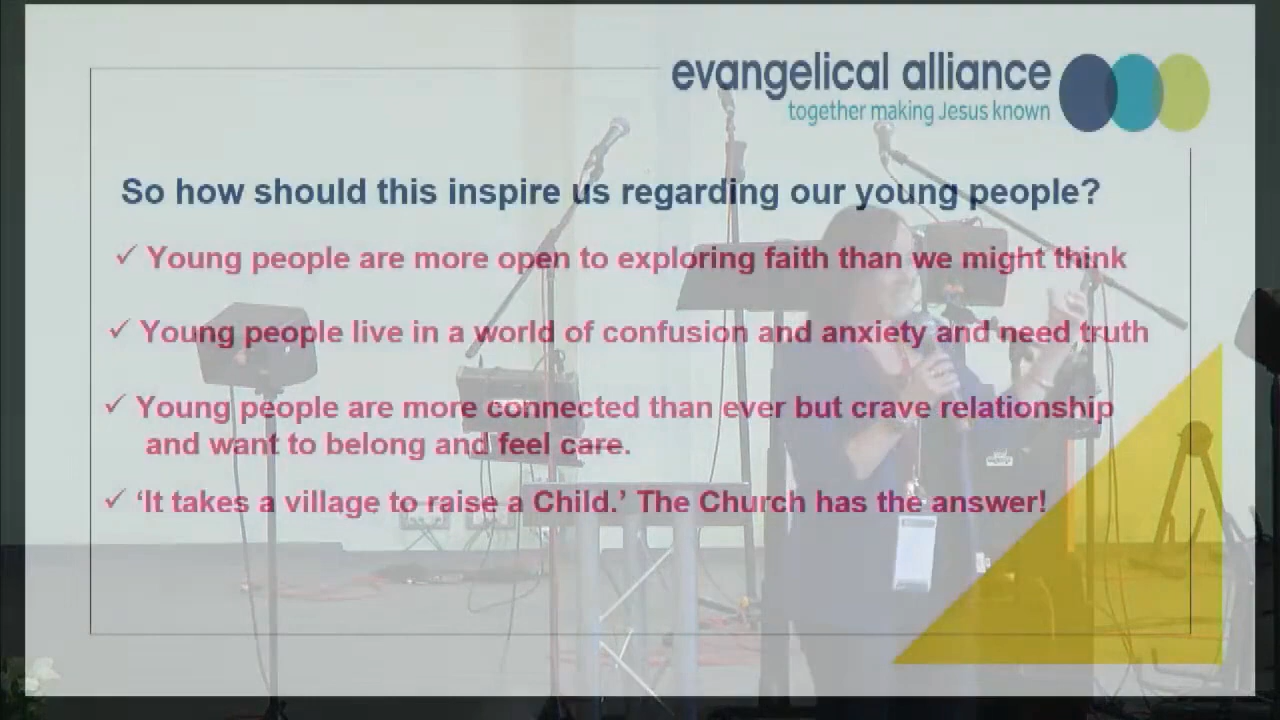 evangelical alliance
together making Jesus known
So how should this inspire us regarding our young people?
✓ Young people are more open to exploring faith than we might think
✓ Young people live in a world of confusion and anxiety and need truth
✓ Young people are more connected than ever but crave relationship
and want to belong and feel care.
✓ ‘It takes a village to raise a Child.’ The Church has the answer!